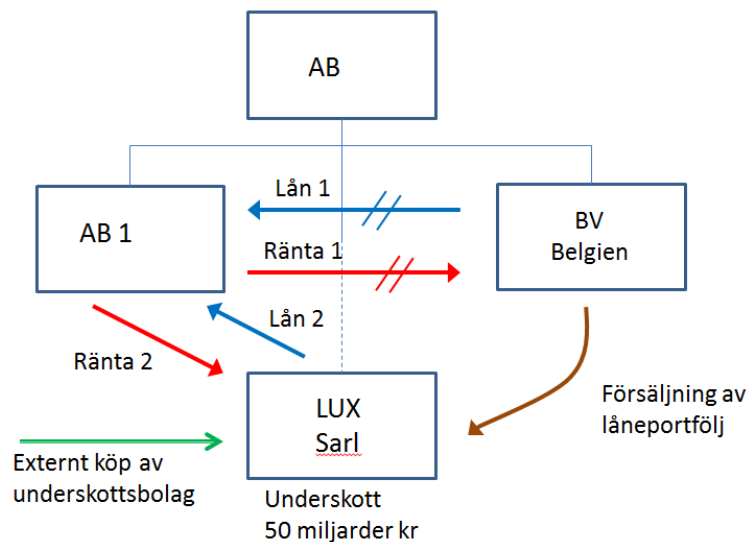 AB
Lån 1
AB 1
BV
Belgien
Ränta 1
Lån 2
Ränta 2
LUX
Sarl
Försäljning av
låneportfölj
Externt köp av
underskottsbolag
Underskott
50 miljarder kr